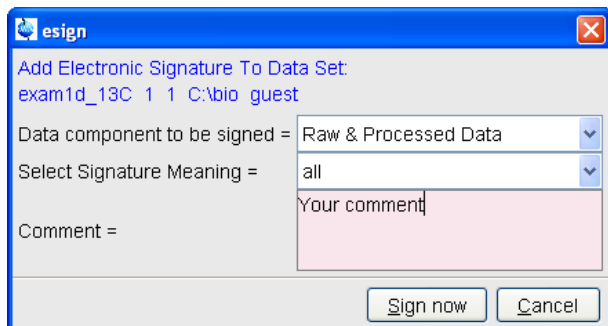 esign
Add Electronic Signature To Data Set:
exam1d_13C 1 1 C:\bio guest
Data component to be signed = Raw & Processed Data
Select Signature Meaning = all
Your comment
Comment =
Sign now Cancel